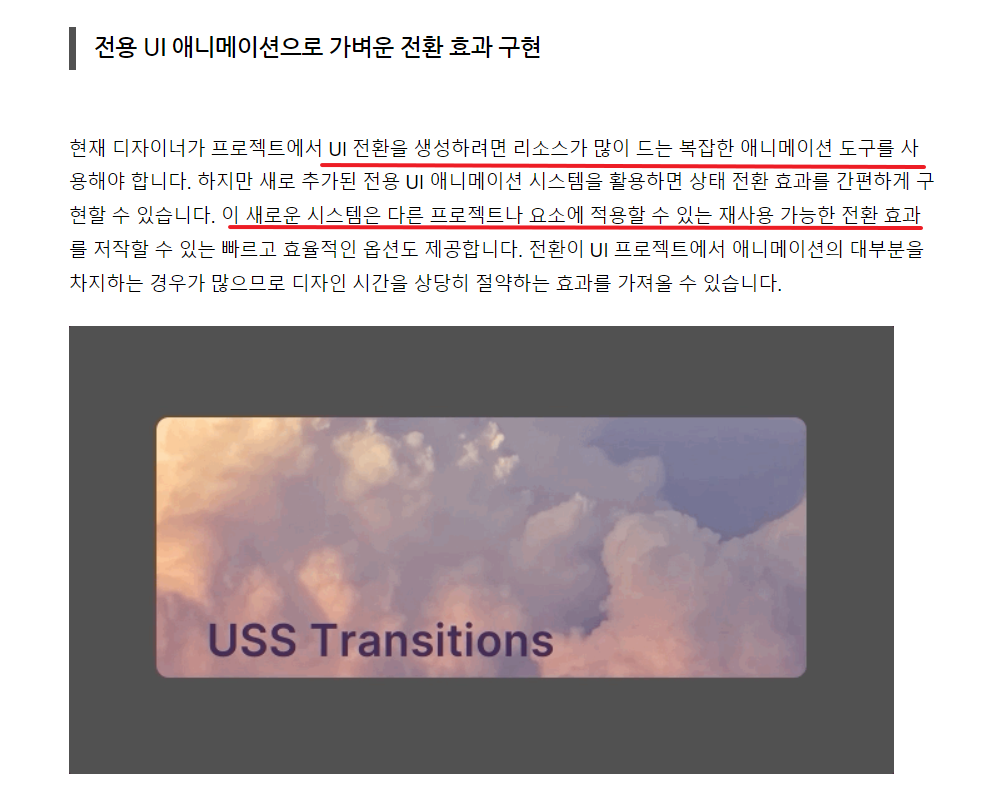 전용 UI 애니메이션으로 가벼운 전환 효과 구현
현재 디자이너가 프로젝트에서 UI 전환을 생성하려면 리소스가 많이 드는 복잡한 애니메이션 도구를 사
용해야 합니다. 하지만 새로 추가된 전용 UI 애니메이션 시스템을 활용하면 상태 전환 효과를 간편하게 구
현할 수 있습니다. 이 새로운 시스템은 다른 프로젝트나 요소에 적용할 수 있는 재사용 가능한 전환 효과
를 저작할 수 있는 빠르고 효율적인 옵션도 제공합니다. 전환이 UI 프로젝트에서 애니메이션의 대부분을
차지하는 경우가 많으므로 디자인 시간을 상당히 절약하는 효과를 가져올 수 있습니다.
USS Transitions